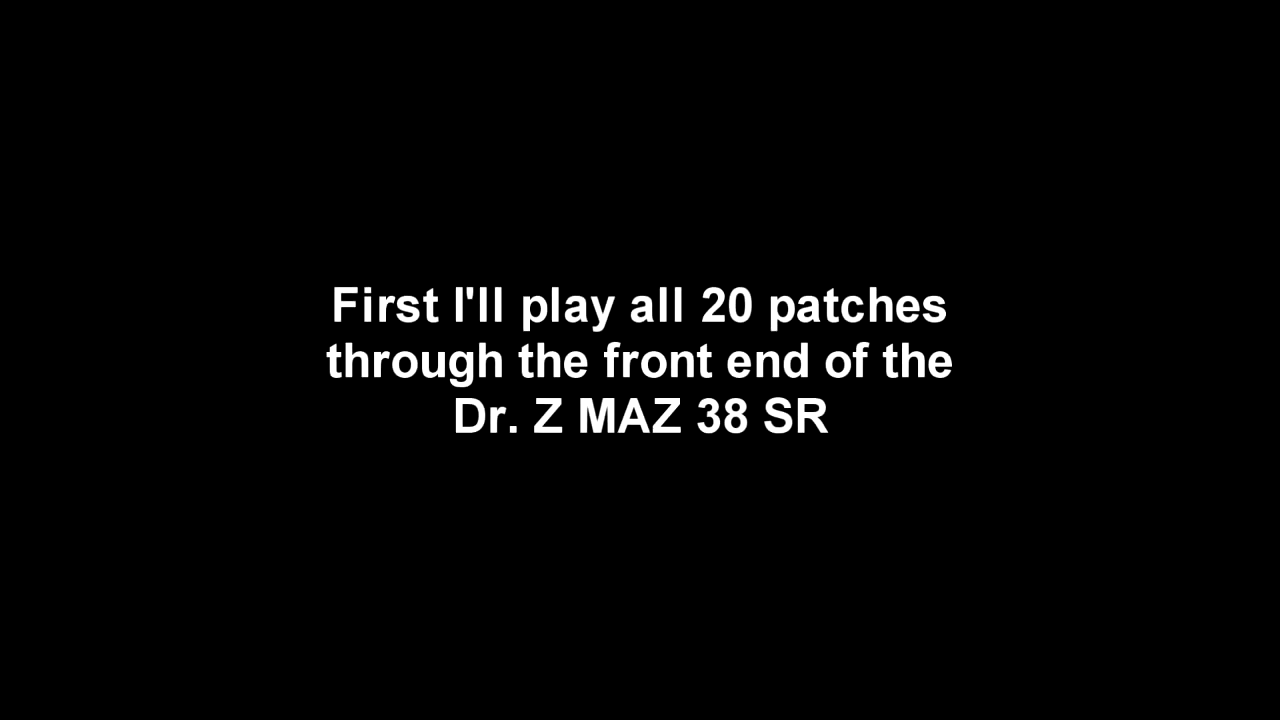 First I'll play all 20 patches
through the front end of the
Dr. Z MAZ 38 SR